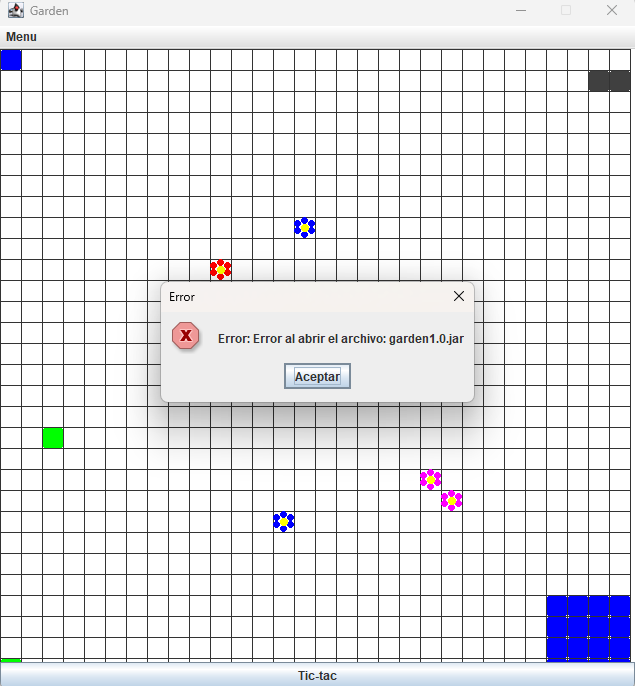 Garden
Menu
Error
X
Error: Error al abrir el archivo: garden1.0.jar
Aceptar
Tic-tac